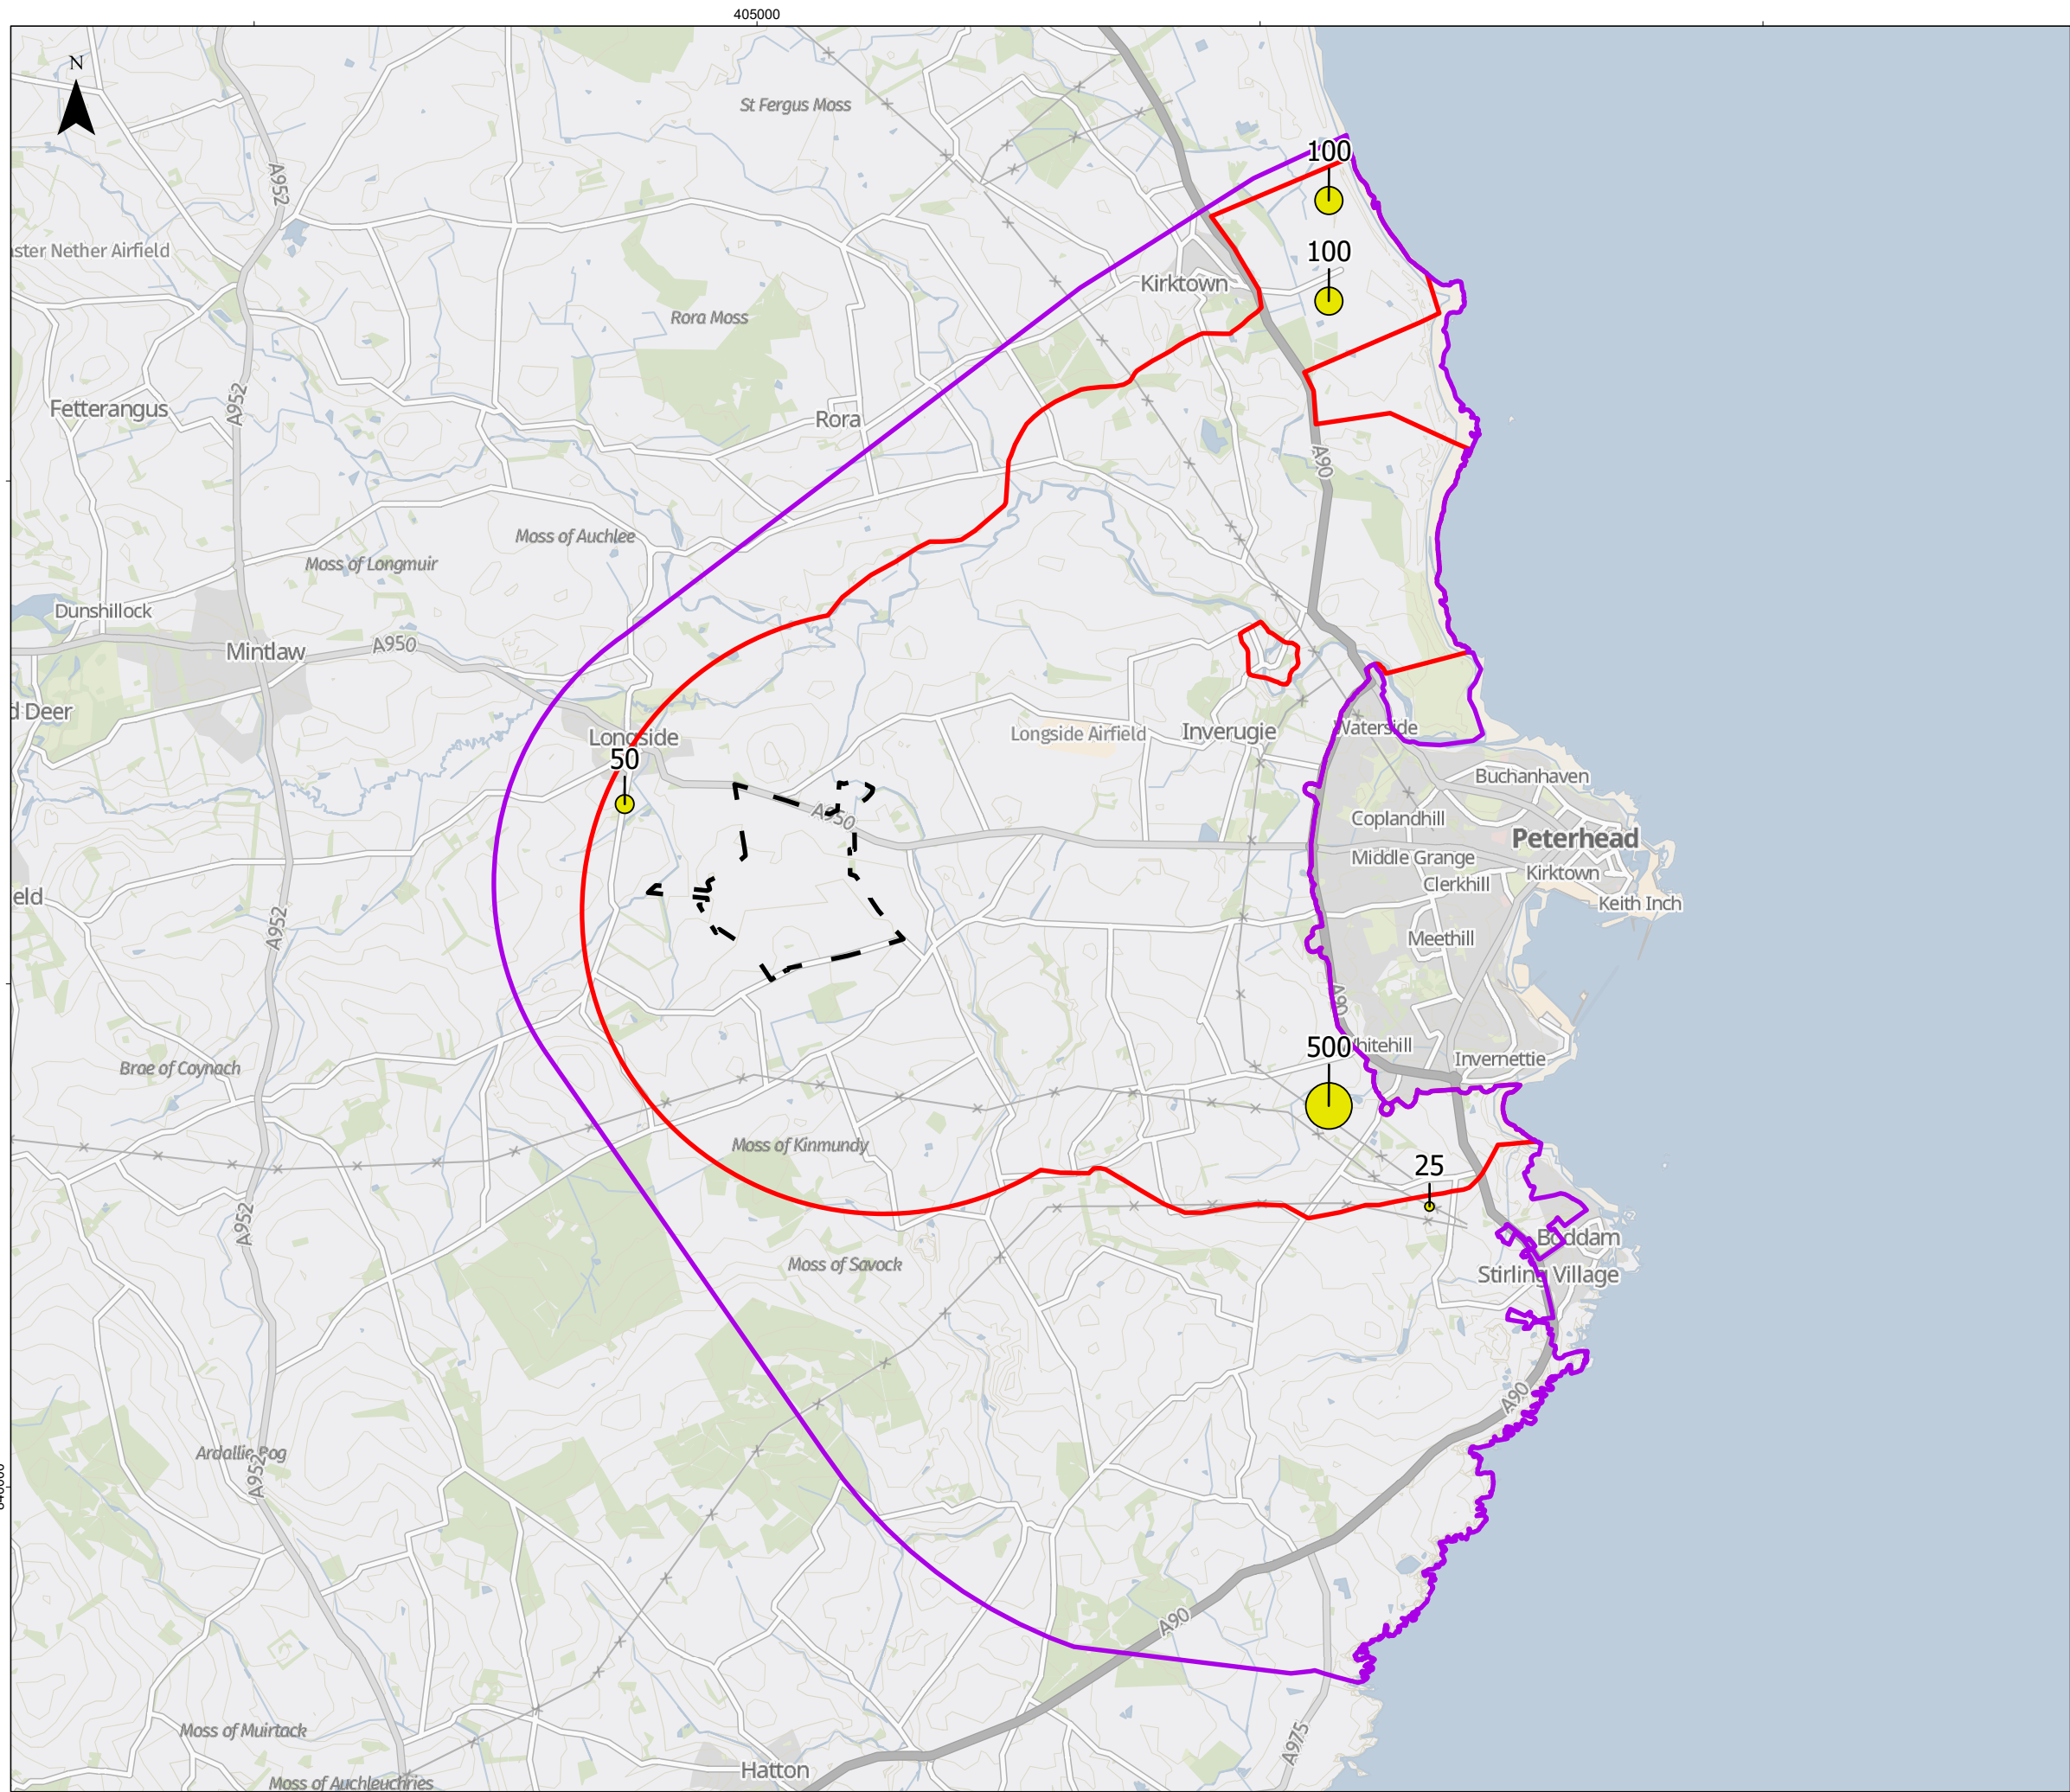 405000
N
St Fergus Moss
100
A952
aster Nether Airfield
100
Kirktown
Rora Moss
A952
Fetterangus
Rora
A90
Moss of Auchlee
Moss of Longmuir
Dunshillock
Mintlaw
A950
d Deer
Longside
50
Longside Airfield
Inverugie
Waterside
Buchanhaven
A950
Coplandhill
Peterhead
Middle Grange
Clerkhill
Kirktown
Keith Inch
eld
A952
Meethill
A90
500
Whitehill
Invernettie
Brae of Coynach
Moss of Kinmundy
25
A952
Boddam
Moss of Savock
Stirling Village
A90
Ardallie Bog
A952
A90
Moss of Muirtack
A975
Hatton
Moss of Auchleuchries